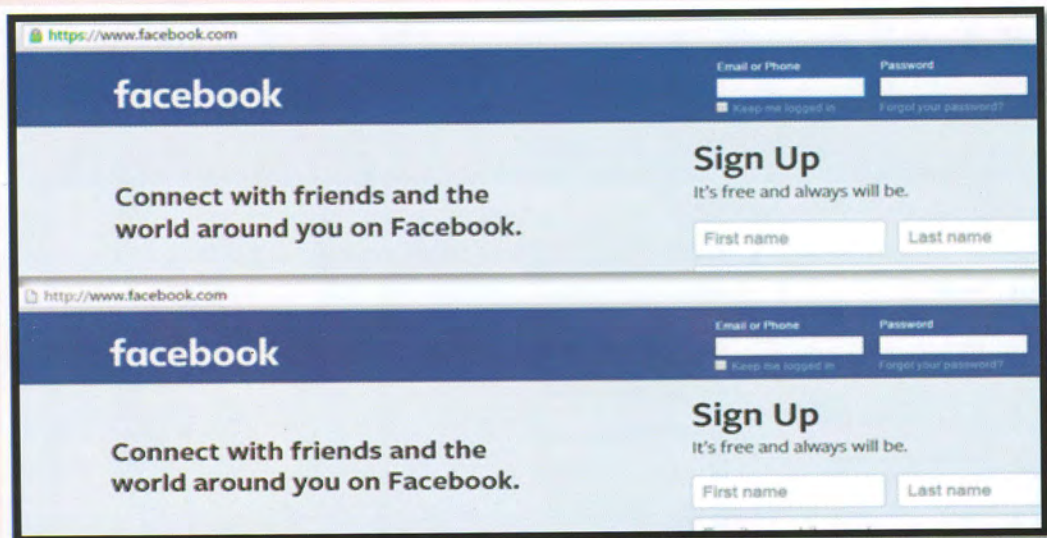 https://www.facebook.com
Email or Phone Password
facebook
Keep me logged in Forgot your password?
Sign Up
It's free and always will be.
Connect with friends and the
world around you on Facebook.
First name Last name
http://www.facebook.com
Email or Phone Password
facebook
Keep me logged in Forgot your password?
Sign Up
It's free and always will be.
Connect with friends and the
world around you on Facebook.
First name Last name